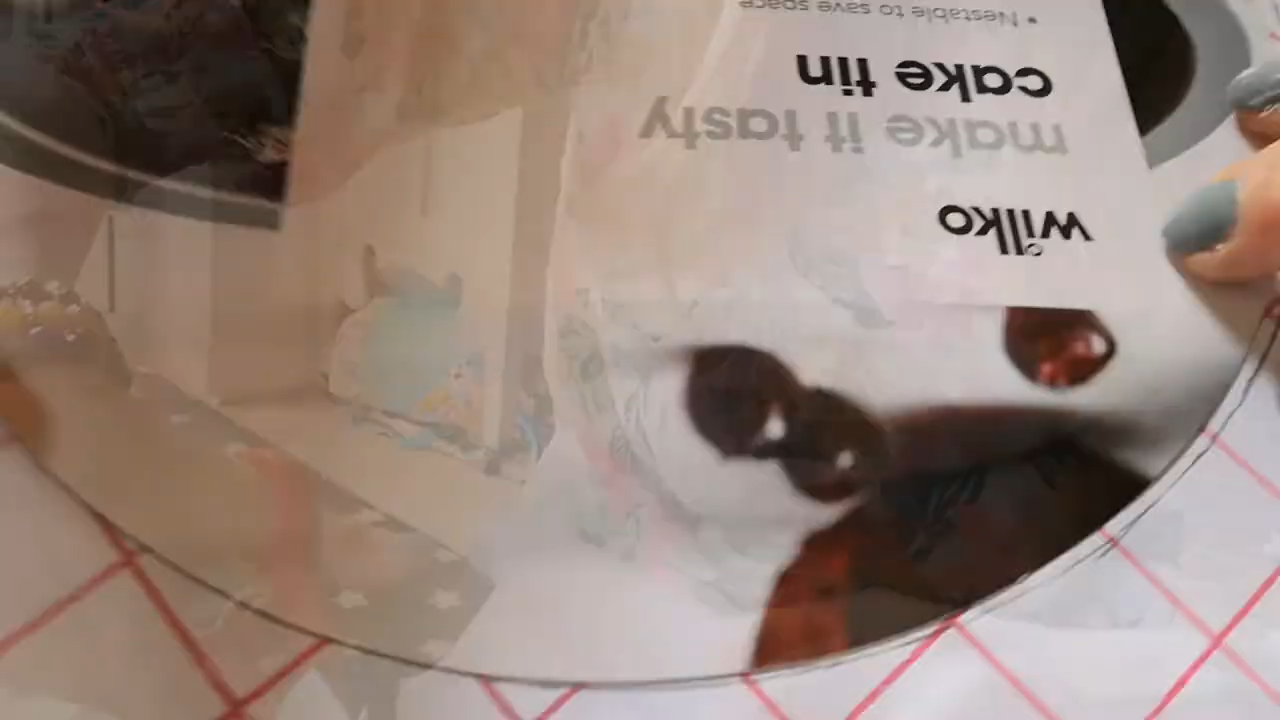 wilko
make it tasty
cake tin
• Nestable to save space